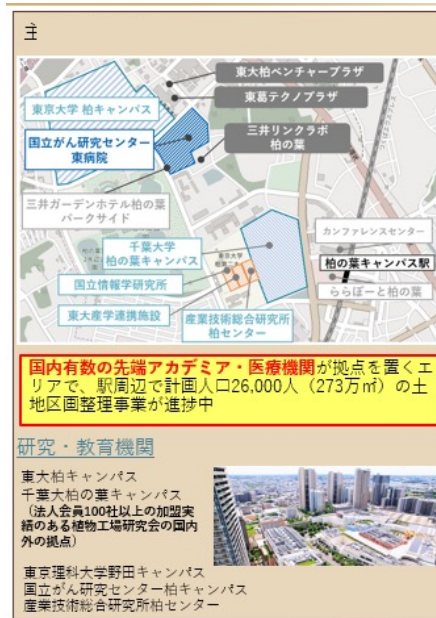 主
東大柏ベンチャープラザ
東葛テクノプラザ
東京大学 柏キャンパス
国立がん研究センター
東病院
三井リンクラボ
柏の葉
三井ガーデンホテル柏の葉
パークサイド
カンファレンスセンター
千葉大学
柏の葉キャンパス
柏の葉キャンパス駅
国立情報学研究所
ららぽーと柏の葉
東大産学連携施設
産業技術総合研究所
柏センター
国内有数の先端アカデミア・医療機関が拠点を置くエ
リアで、駅周辺で計画人口26,000人（273万㎡）の土
地区画整理事業が進捗中
研究・教育機関
東大柏キャンパス
千葉大柏の葉キャンパス
（法人会員100社以上の加盟実
績のある植物工場研究会の国内
外の拠点）
東京理科大学野田キャンパス
国立がん研究センター柏キャンパス
産業技術総合研究所柏センター